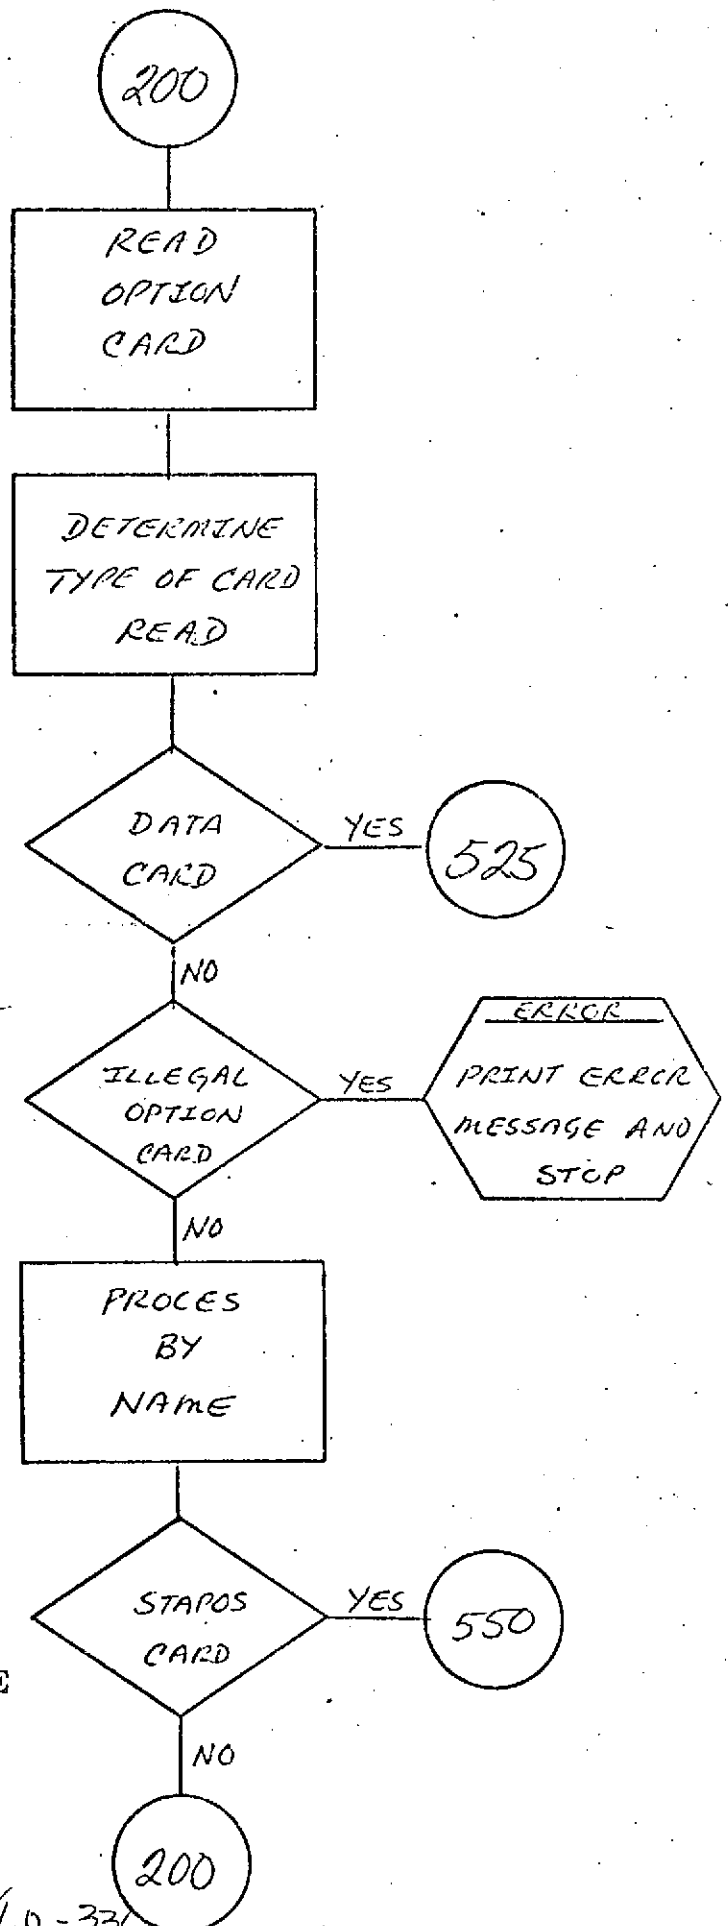 200
READ
OPTION
CARD
DETERMINE
TYPE OF CARD
READ
DATA
CARD
YES
525
NO
ILLEGAL
OPTION
CARD
YES
ERROR
PRINT ERROR
MESSAGE AND
STOP
NO
PROCES
BY
NAME
STAPOS
CARD
YES
550
E
NO
200